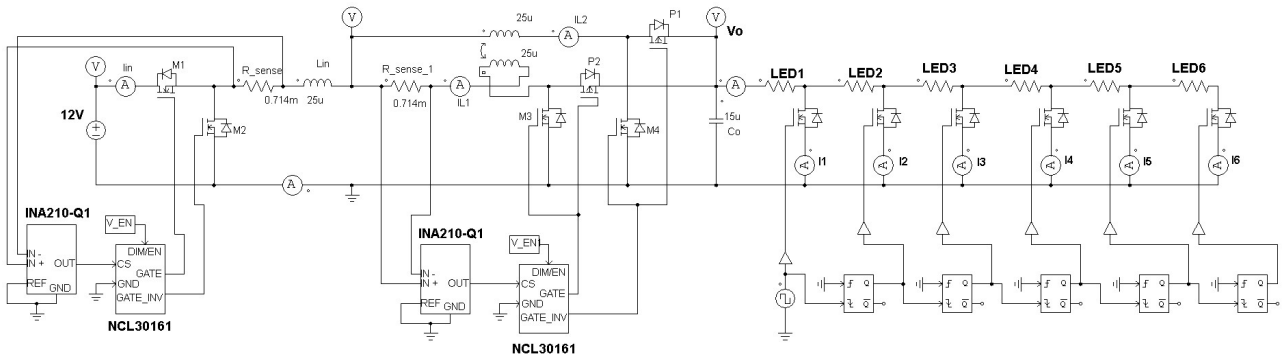 V
V
Vo
P1
25u
IL2
A
25u
V
Iin
A
M1
R_sense
0.714m
Lin
25u
R_sense_1
0.714m
A
IL1
P2
A
LED1
LED2
LED3
LED4
LED5
LED6
12V
M2
M3
M4
15u
Co
A
I1
A
I2
A
I3
A
I4
A
I5
A
I6
A
INA210-Q1
IN -
IN +
OUT
REF
GND
V_EN
DIM/EN
CS
GATE
GND
GATE_INV
NCL30161
INA210-Q1
IN -
IN +
OUT
REF
GND
V_EN1
DIM/EN
CS
GATE
GND
GATE_INV
NCL30161
Q
Q
Q
Q
Q
Q
Q
Q
Q
Q